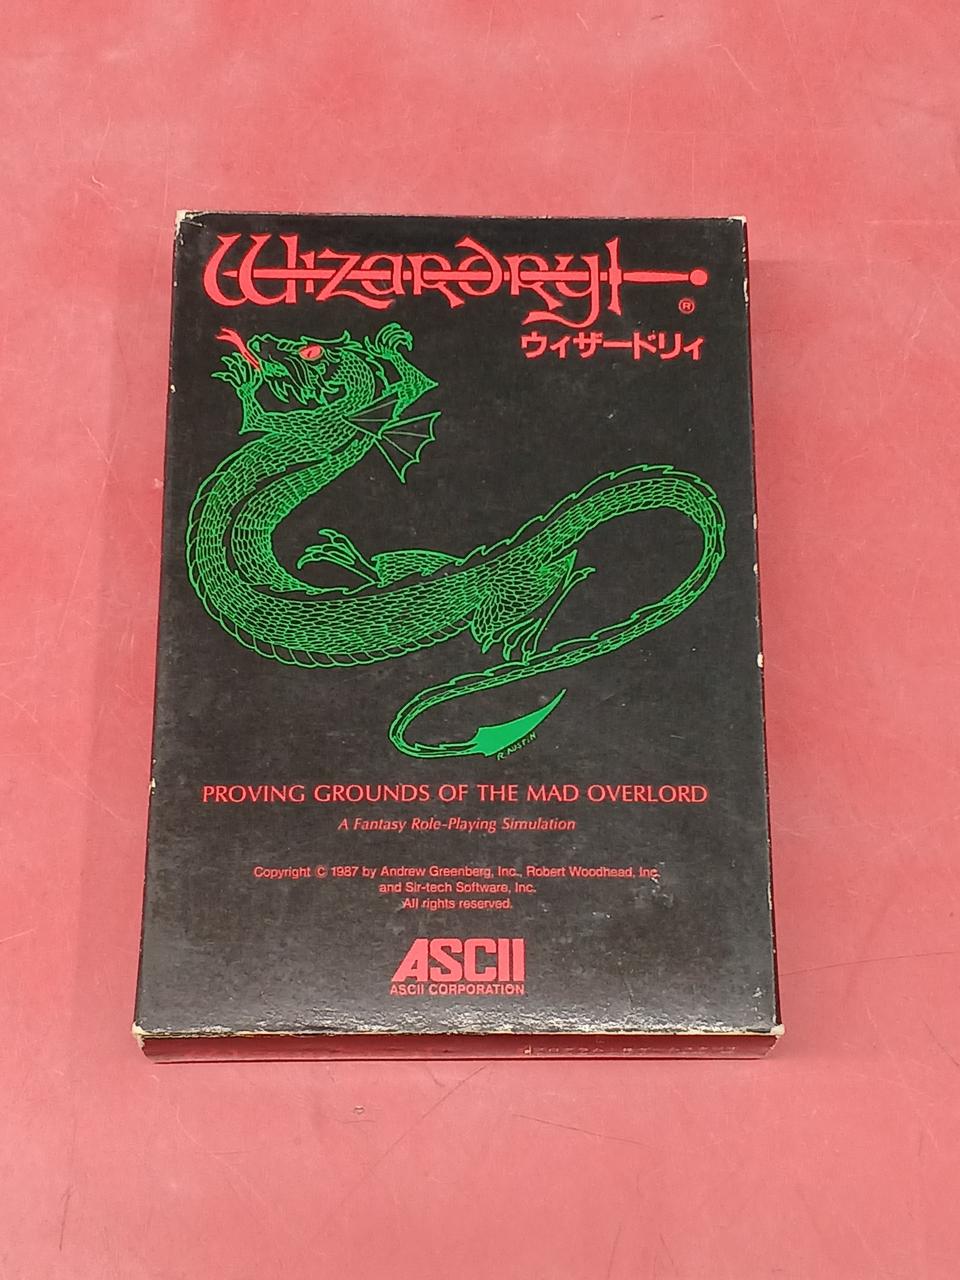 Wizardry
®
ウィザードリィ
R. AUSTIN
PROVING GROUNDS OF THE MAD OVERLORD
A Fantasy Role-Playing Simulation
Copyright © 1987 by Andrew Greenberg, Inc., Robert Woodhead, Inc.
and Sir-tech Software, Inc.
All rights reserved.
ASCII
ASCII CORPORATION